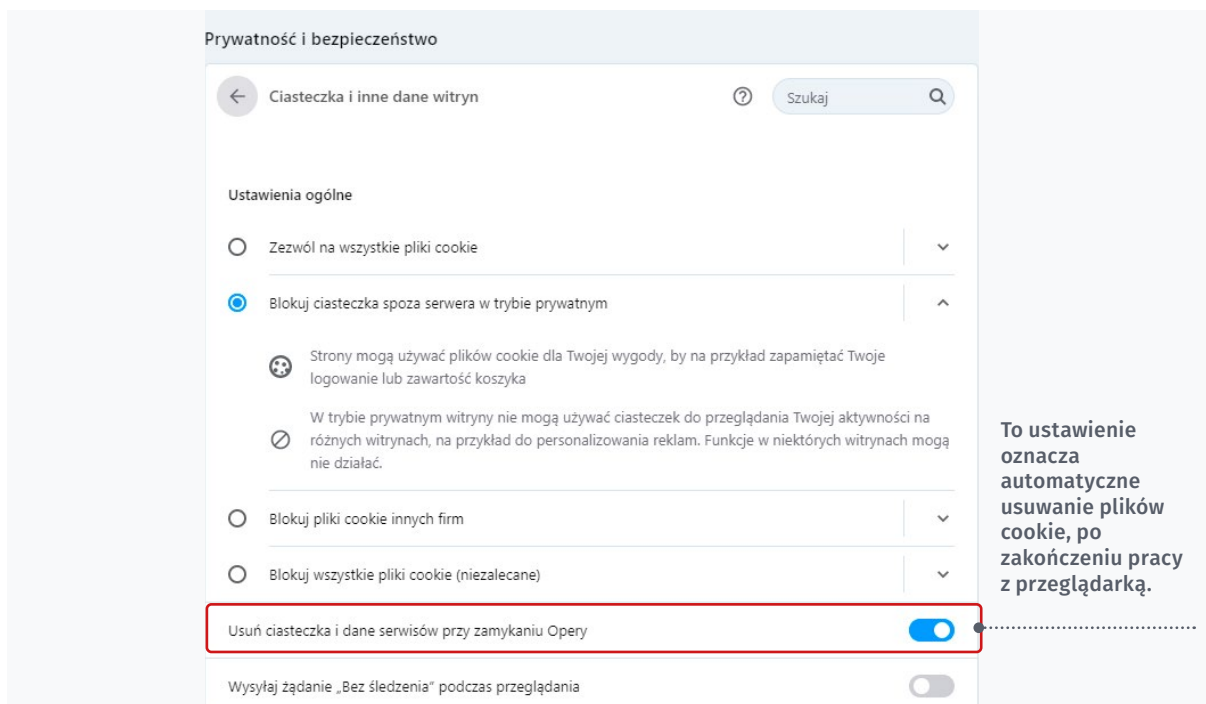 Prywatność i bezpieczeństwo
Ciasteczka i inne dane witryn
Szukaj
Ustawienia ogólne
Zezwól na wszystkie pliki cookie
Blokuj ciasteczka spoza serwera w trybie prywatnym
Strony mogą używać plików cookie dla Twojej wygody, by na przykład zapamiętać Twoje
logowanie lub zawartość koszyka
W trybie prywatnym witryny nie mogą używać ciasteczek do przeglądania Twojej aktywności na
różnych witrynach, na przykład do personalizowania reklam. Funkcje w niektórych witrynach mogą
nie działać.
Blokuj pliki cookie innych firm
Blokuj wszystkie pliki cookie (niezalecane)
Usuń ciasteczka i dane serwisów przy zamykaniu Opery
Wysyłaj żądanie „Bez śledzenia” podczas przeglądania
To ustawienie
oznacza
automatyczne
usuwanie plików
cookie, po
zakończeniu pracy
z przeglądarką.